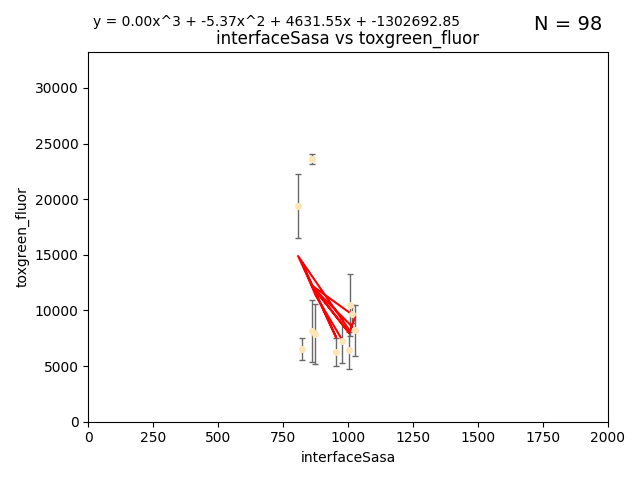 y = 0.00x^3 + -5.37x^2 + 4631.55x + -1302692.85
N = 98
interfaceSasa vs toxgreen_fluor
30000
25000
20000
15000
10000
5000
0
toxgreen_fluor
0 250 500 750 1000 1250 1500 1750 2000
interfaceSasa